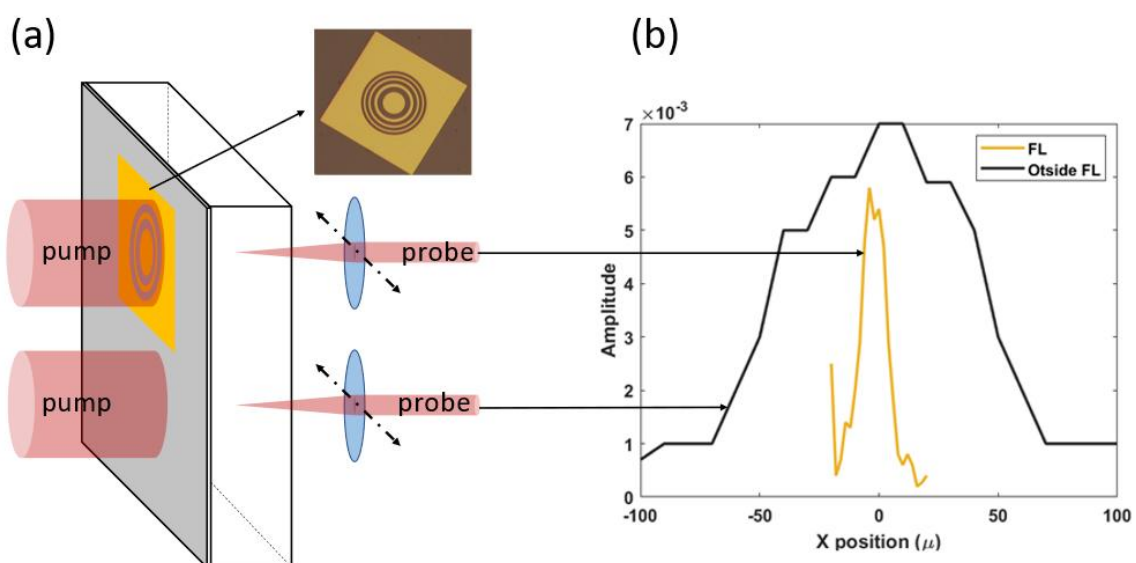 (a)
pump
probe
pump
probe
(b)
×10⁻³
7
6
5
4
3
2
1
0
Amplitude
FL
Otside FL
-100
-50
0
50
100
X position (μ)